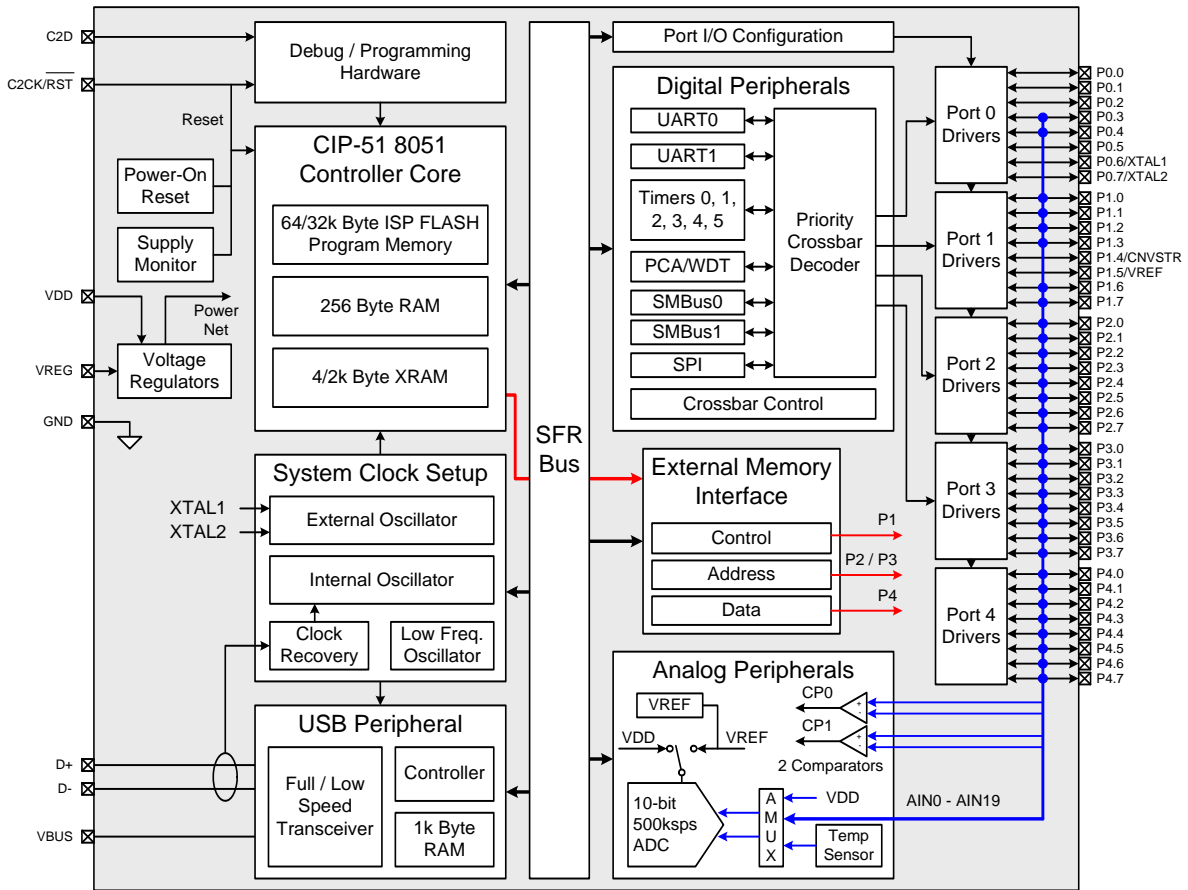 C2D
C2CK/RST
Debug / Programming
Hardware
Reset
Power-On
Reset
Supply
Monitor
VDD
Power
Net
VREG
Voltage
Regulators
GND
CIP-51 8051
Controller Core
64/32k Byte ISP FLASH
Program Memory
256 Byte RAM
4/2k Byte XRAM
System Clock Setup
XTAL1
XTAL2
External Oscillator
Internal Oscillator
Clock
Recovery
Low Freq.
Oscillator
USB Peripheral
D+
D-
VBUS
Full / Low
Speed
Transceiver
Controller
1k Byte
RAM
SFR
Bus
Port I/O Configuration
Digital Peripherals
UART0
UART1
Timers 0, 1,
2, 3, 4, 5
PCA/WDT
SMBus0
SMBus1
SPI
Priority
Crossbar
Decoder
Crossbar Control
External Memory
Interface
Control
Address
Data
P1
P2 / P3
P4
Analog Peripherals
VREF
VDD
VREF
CP0
+
-
CP1
+
-
2 Comparators
10-bit
500ksps
ADC
A
M
U
X
VDD
Temp
Sensor
AIN0 - AIN19
Port 0
Drivers
Port 1
Drivers
Port 2
Drivers
Port 3
Drivers
Port 4
Drivers
P0.0
P0.1
P0.2
P0.3
P0.4
P0.5
P0.6/XTAL1
P0.7/XTAL2
P1.0
P1.1
P1.2
P1.3
P1.4/CNVSTR
P1.5/VREF
P1.6
P1.7
P2.0
P2.1
P2.2
P2.3
P2.4
P2.5
P2.6
P2.7
P3.0
P3.1
P3.2
P3.3
P3.4
P3.5
P3.6
P3.7
P4.0
P4.1
P4.2
P4.3
P4.4
P4.5
P4.6
P4.7